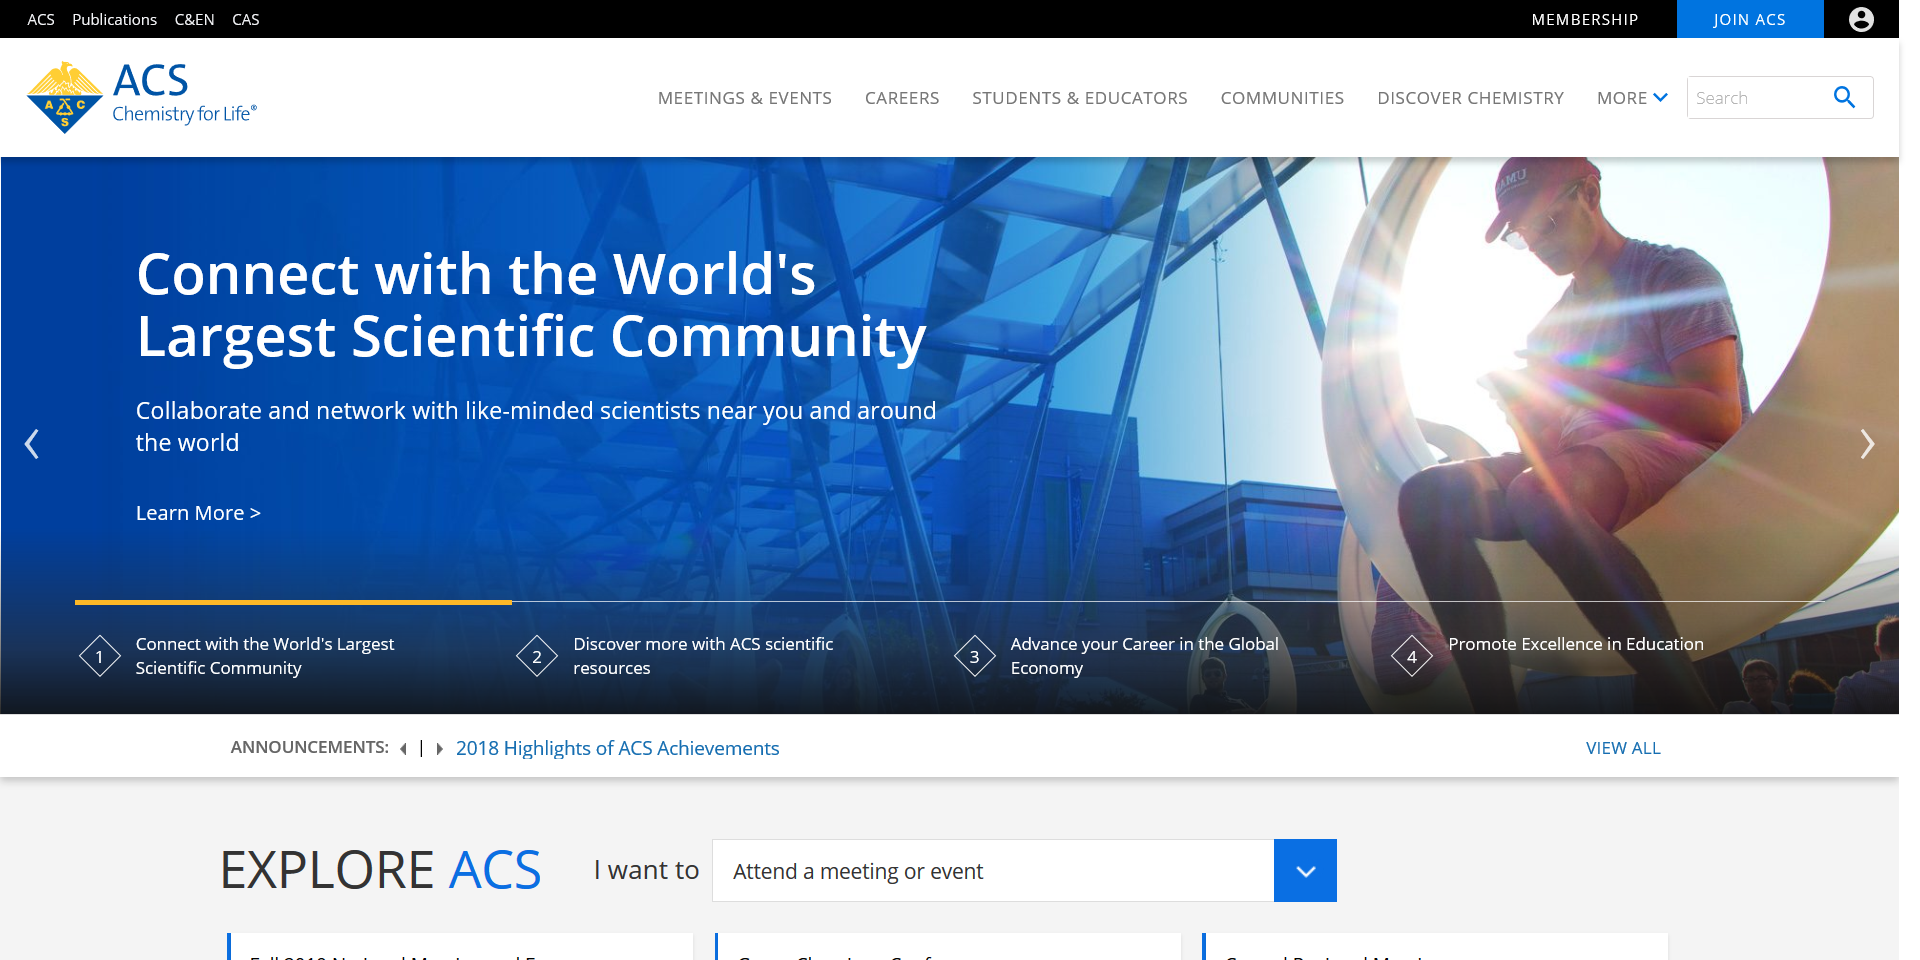 ACS Publications C&EN CAS
MEMBERSHIP JOIN ACS
A C S
ACS
Chemistry for Life®
MEETINGS & EVENTS CAREERS STUDENTS & EDUCATORS COMMUNITIES DISCOVER CHEMISTRY MORE Search
Connect with the World's
Largest Scientific Community
Collaborate and network with like-minded scientists near you and around
the world
Learn More >
1 Connect with the World's Largest
Scientific Community
2 Discover more with ACS scientific
resources
3 Advance your Career in the Global
Economy
4 Promote Excellence in Education
ANNOUNCEMENTS: | 2018 Highlights of ACS Achievements VIEW ALL
EXPLORE ACS I want to Attend a meeting or event